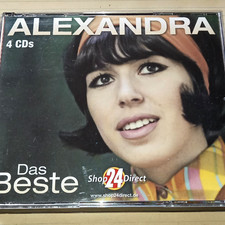 ALEXANDRA
4 CDs
Das
Beste
Shop24Direct
www.shop24direct.de